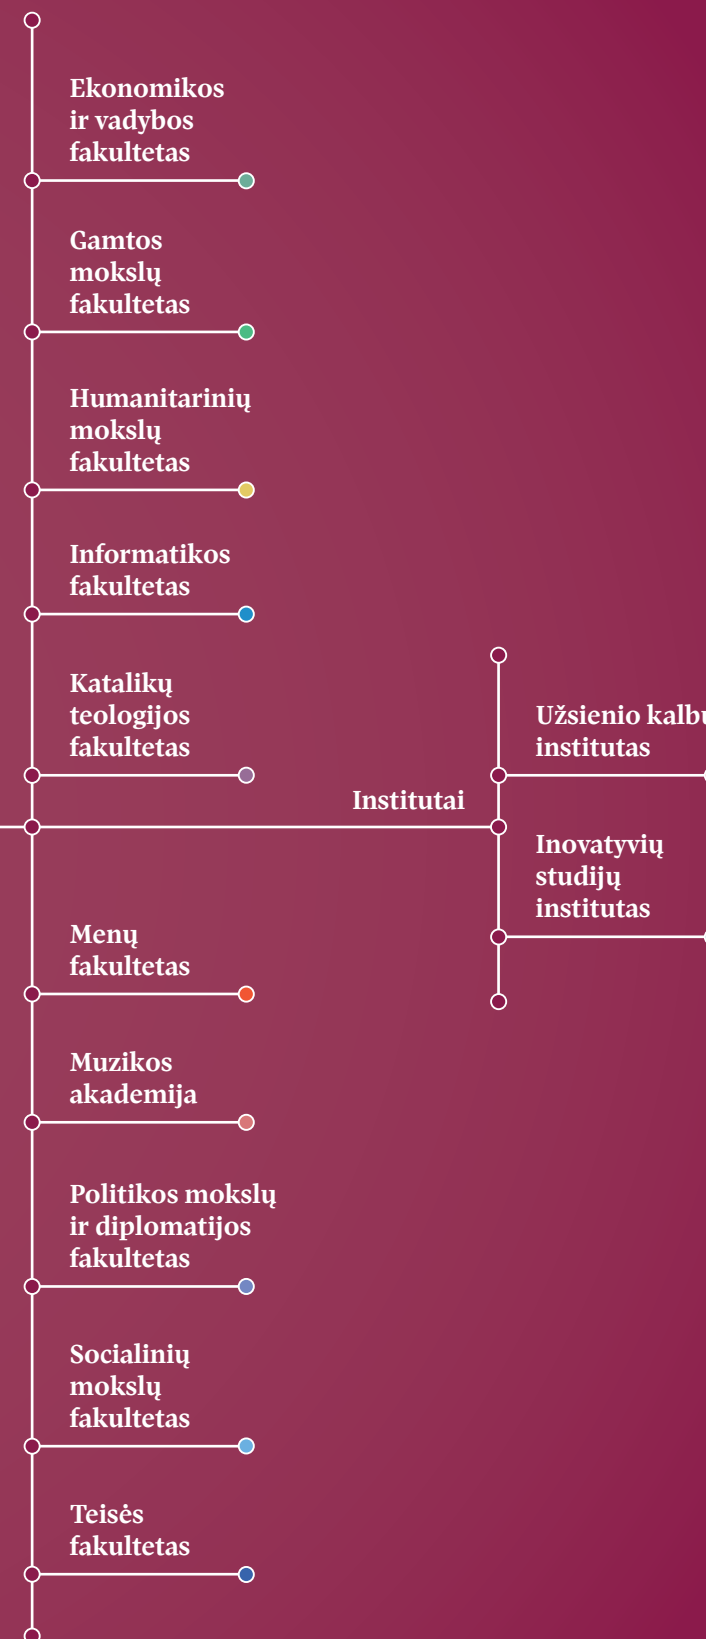 Ekonomikos
ir vadybos
fakultetas
Gamtos
mokslų
fakultetas
Humanitarinių
mokslų
fakultetas
Informatikos
fakultetas
Katalikų
teologijos
fakultetas
Institutai
Užsienio
institutas
Inovatyvių
studijų
institutas
Menų
fakultetas
Muzikos
akademija
Politikos mokslų
ir diplomatijos
fakultetas
Socialinių
mokslų
fakultetas
Teisės
fakultetas